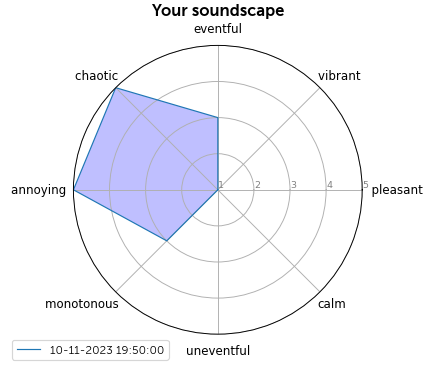 Your soundscape
eventful
chaotic
vibrant
annoying
1 2 3 4 5
pleasant
monotonous
calm
uneventful
10-11-2023 19:50:00